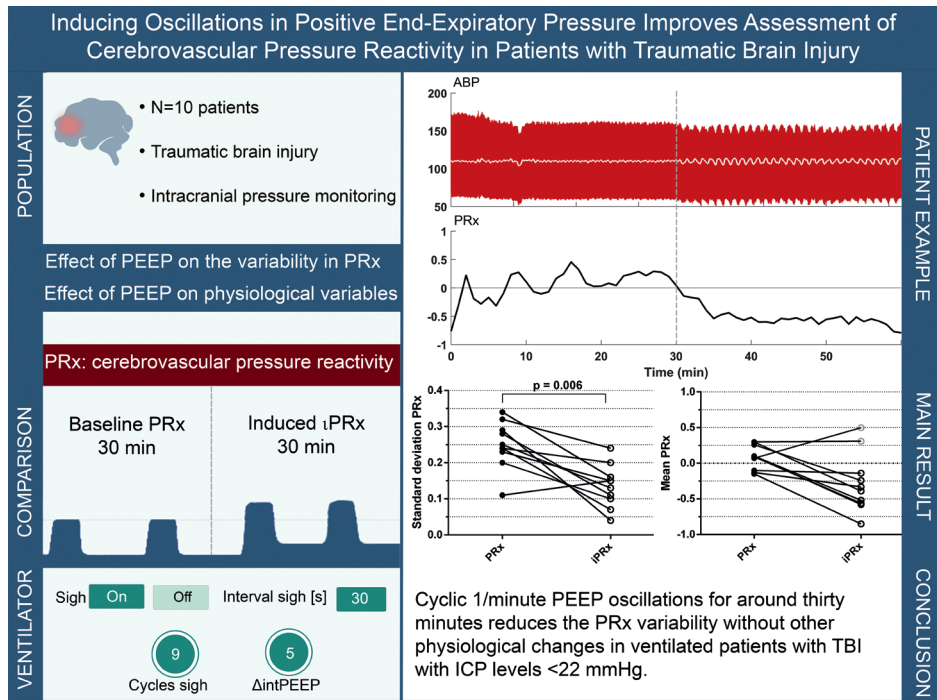 Inducing Oscillations in Positive End-Expiratory Pressure Improves Assessment of
Cerebrovascular Pressure Reactivity in Patients with Traumatic Brain Injury
POPULATION
• N=10 patients
• Traumatic brain injury
• Intracranial pressure monitoring
Effect of PEEP on the variability in PRx
Effect of PEEP on physiological variables
COMPARISON
PRx: cerebrovascular pressure reactivity
Baseline PRx
30 min
Induced ιPRx
30 min
VENTILATOR
Sigh On Off Interval sigh [s] 30
9
Cycles sigh
5
ΔintPEEP
PATIENT EXAMPLE
ABP
200
150
100
50
PRx
1
0.5
0
-0.5
-1
0 10 20 30 40 50
Time (min)
MAIN RESULT
p = 0.006
Standard deviation PRx
0.4
0.3
0.2
0.1
0.0
PRx iPRx
Mean PRx
1.0
0.5
0.0
-0.5
-1.0
PRx iPRx
CONCLUSION
Cyclic 1/minute PEEP oscillations for around thirty
minutes reduces the PRx variability without other
physiological changes in ventilated patients with TBI
with ICP levels <22 mmHg.